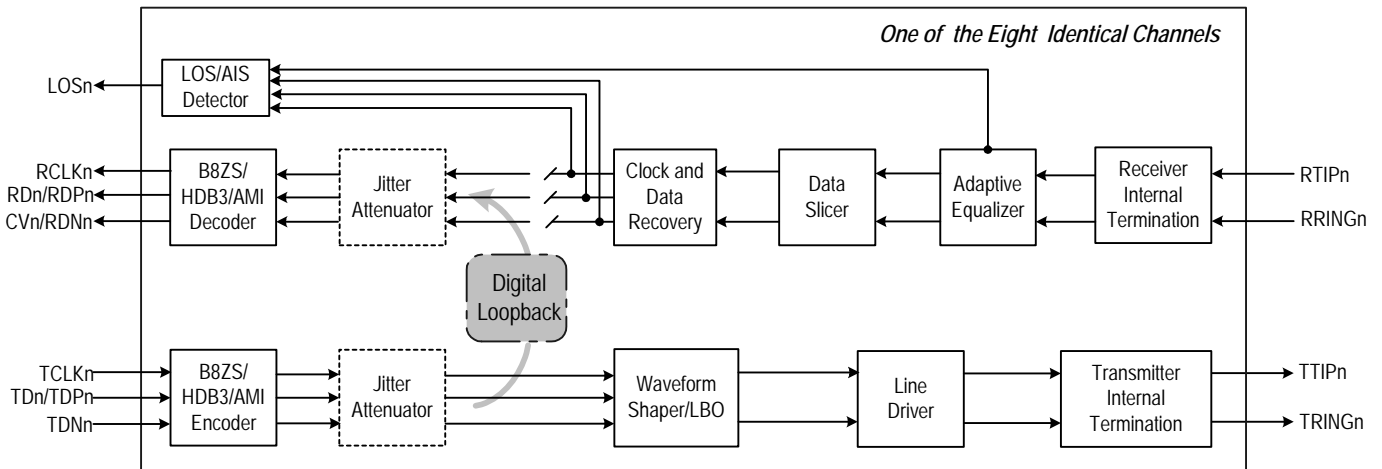 One of the Eight Identical Channels
LOSn
LOS/AIS
Detector
RCLKn
RDn/RDPn
CVn/RDNn
B8ZS/
HDB3/AMI
Decoder
Jitter
Attenuator
Clock and
Data
Recovery
Data
Slicer
Adaptive
Equalizer
Receiver
Internal
Termination
RTIPn
RRINGn
Digital
Loopback
TCLKn
TDn/TDPn
TDNn
B8ZS/
HDB3/AMI
Encoder
Jitter
Attenuator
Waveform
Shaper/LBO
Line
Driver
Transmitter
Internal
Termination
TTIPn
TRINGn